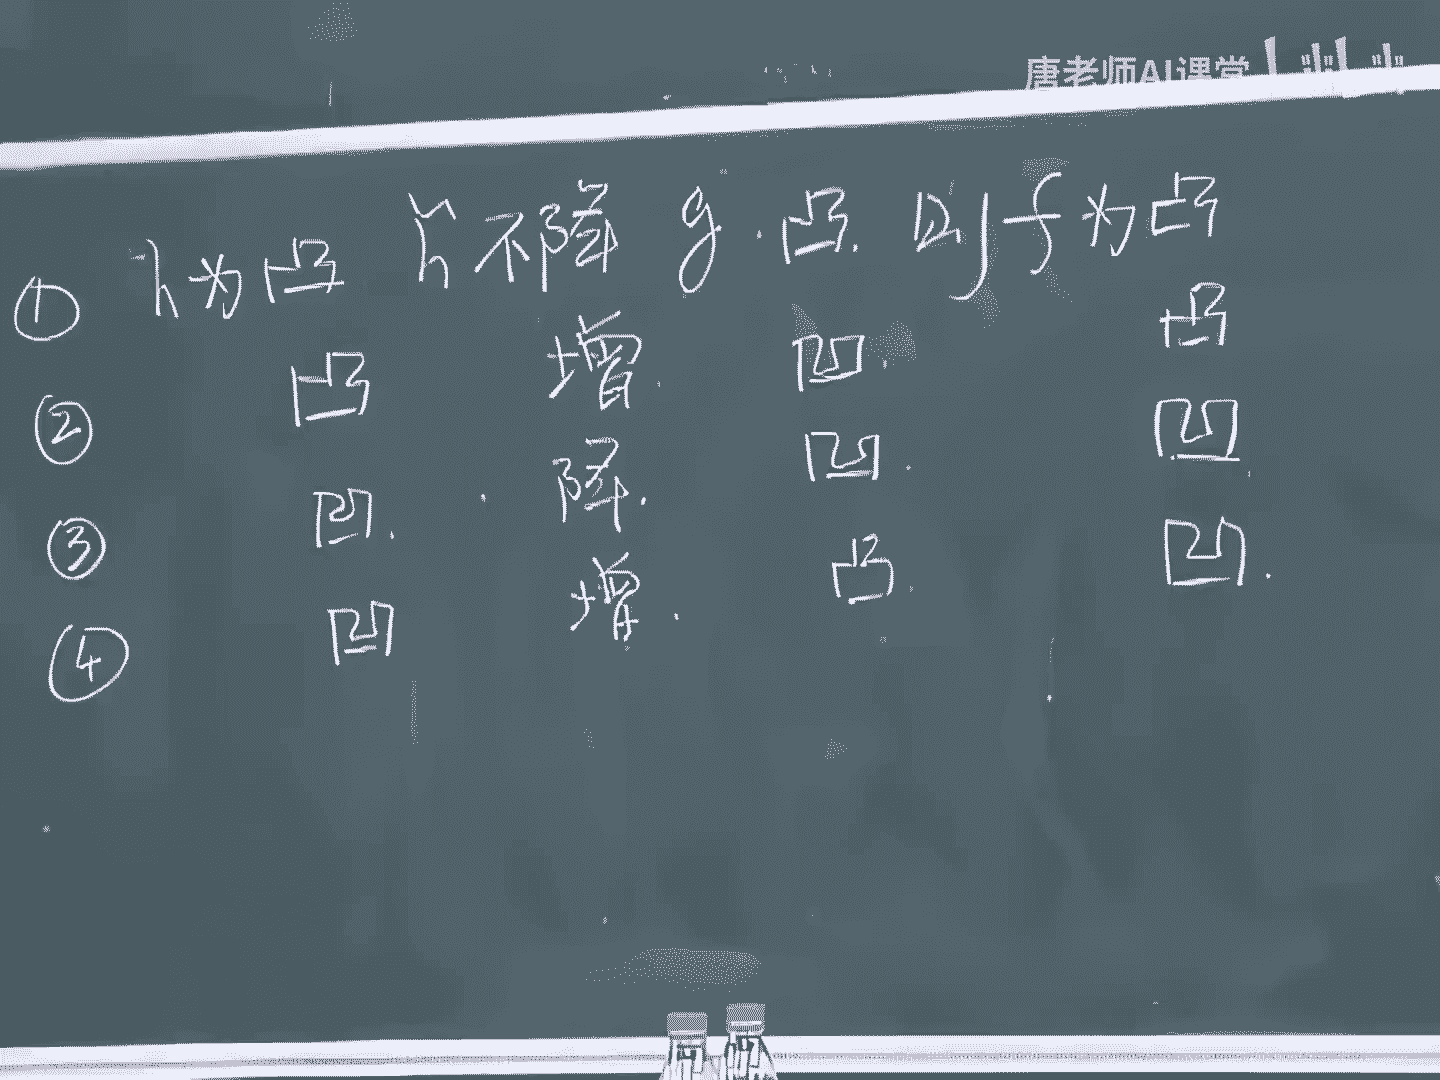 唐老师AI课堂
① h为凸 h̃不降 g.凸. 则f为凸
② 凸 增. 凹. 凸
③ 凹. 降. 凹. 凹
④ 凹 增. 凸. 凹.